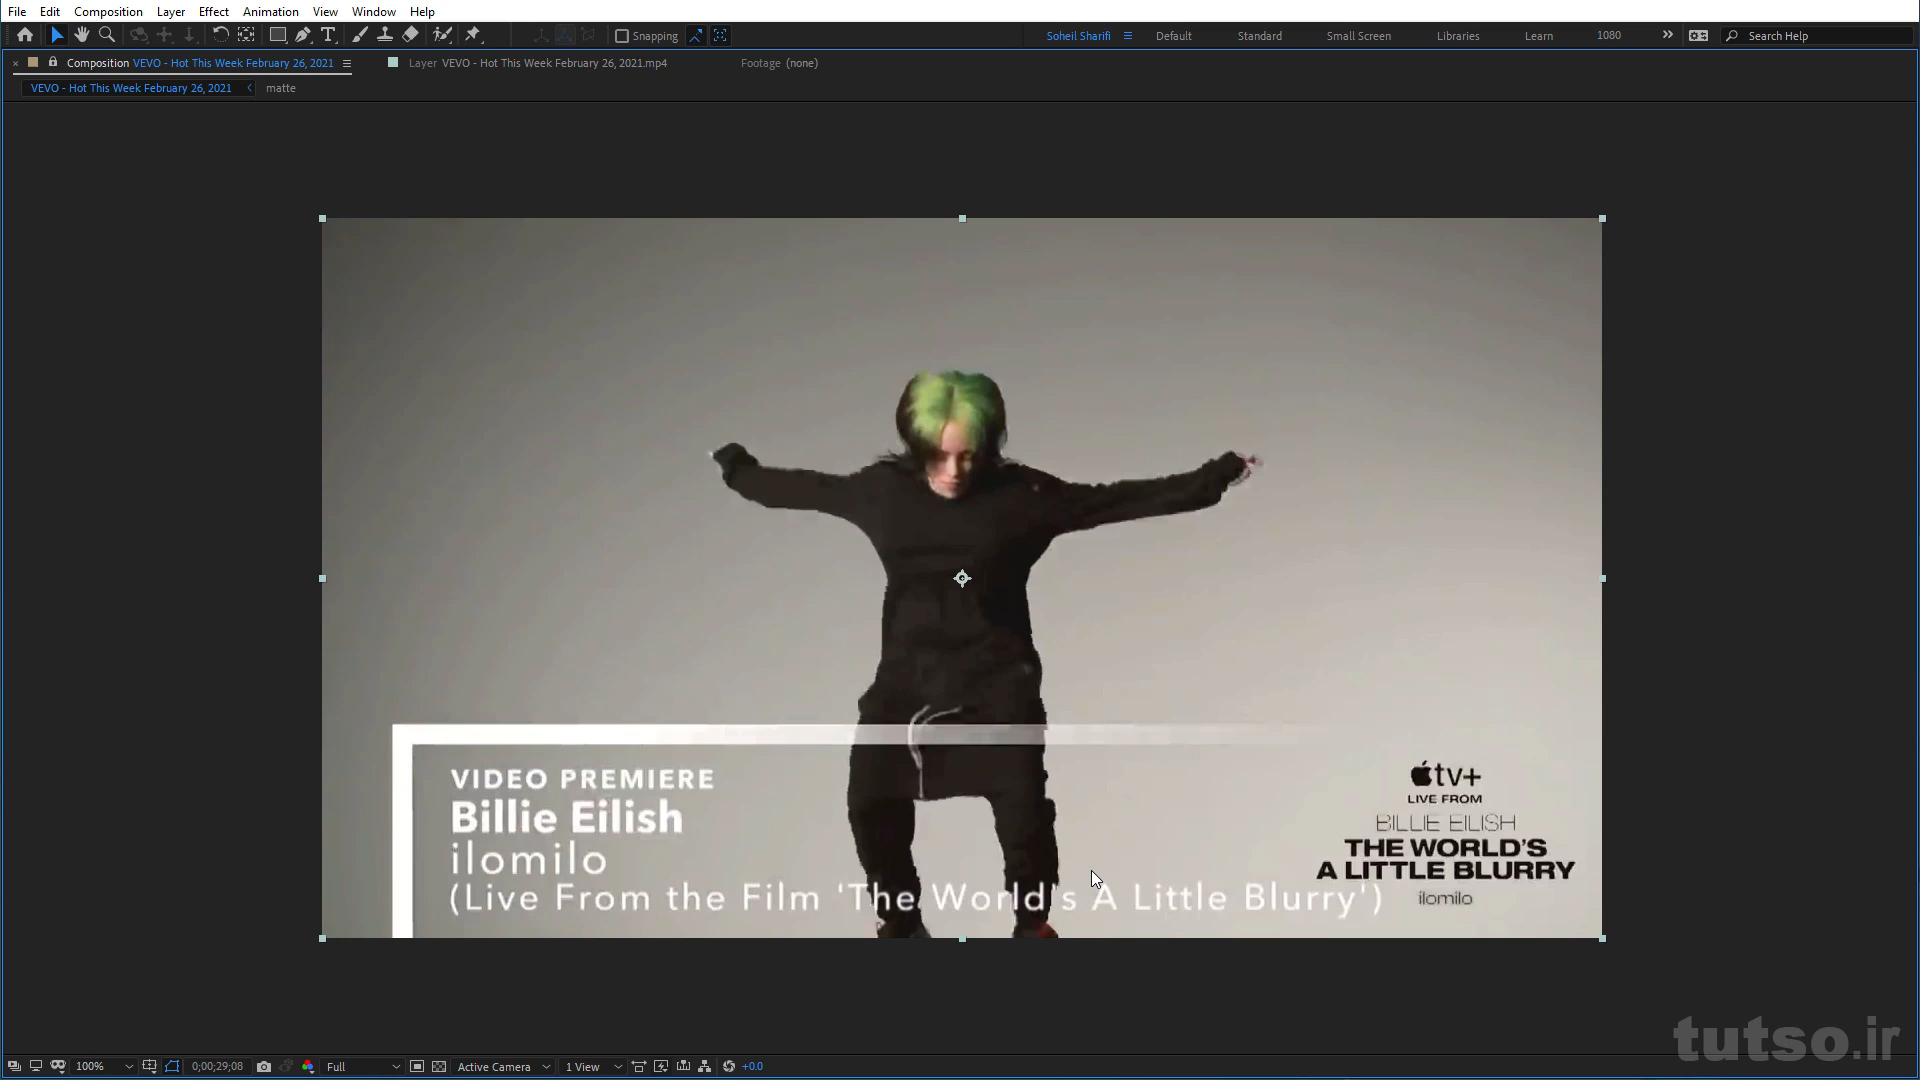 File Edit Composition Layer Effect Animation View Window Help
Snapping Soheil Sharifi Default Standard Small Screen Libraries Learn 1080 Search Help
Composition VEVO - Hot This Week February 26, 2021 Layer VEVO - Hot This Week February 26, 2021.mp4 Footage (none)
VEVO - Hot This Week February 26, 2021 matte
VIDEO PREMIERE
Billie Eilish
ilomilo
(Live From the Film 'The World's A Little Blurry')
tv+
LIVE FROM
BILLIE EILISH
THE WORLD'S
A LITTLE BLURRY
ilomilo
tutso.ir
100% 0;00;29;08 Full Active Camera 1 View +0.0